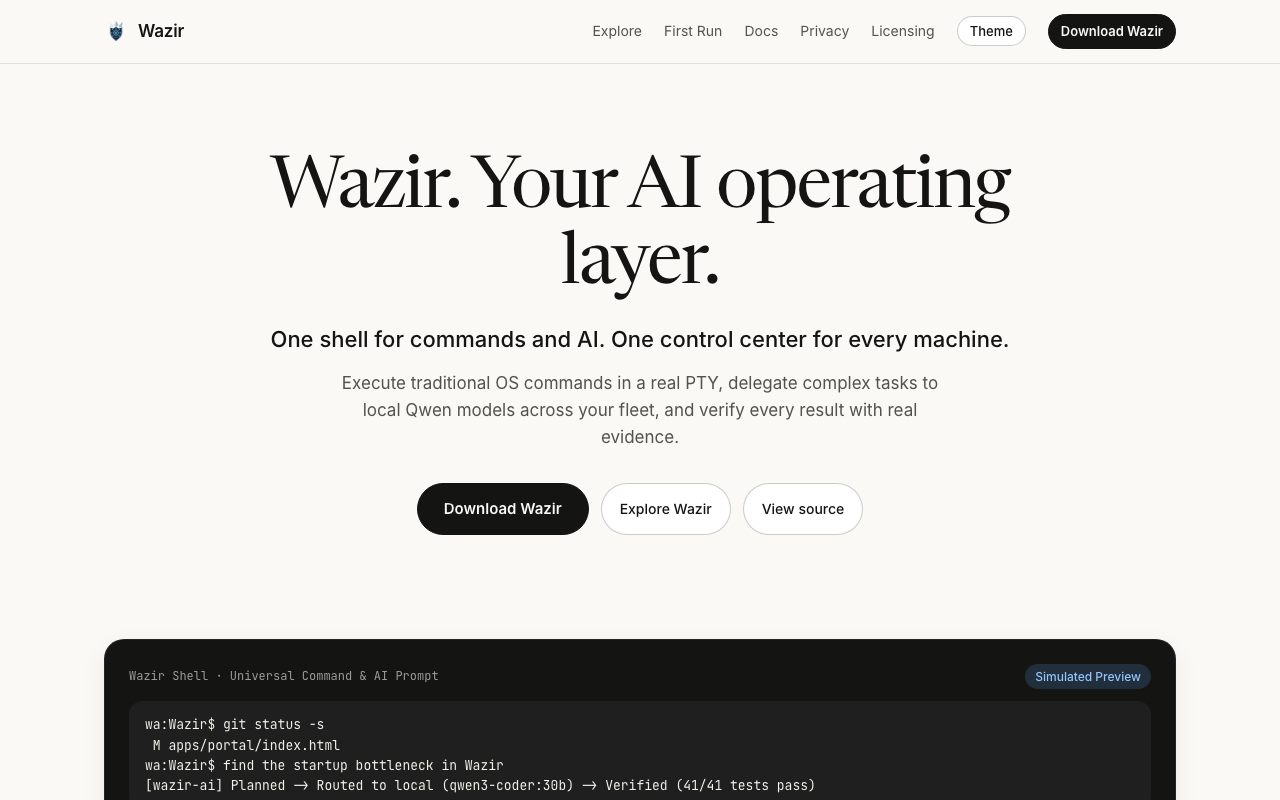 Wazir
Explore
First Run
Docs
Privacy
Licensing
Theme
Download Wazir
Wazir. Your AI operating
layer.
One shell for commands and AI. One control center for every machine.
Execute traditional OS commands in a real PTY, delegate complex tasks to
local Qwen models across your fleet, and verify every result with real
evidence.
Download Wazir
Explore Wazir
View source
Wazir Shell · Universal Command & AI Prompt
Simulated Preview
wa:Wazir$ git status -s
M apps/portal/index.html
wa:Wazir$ find the startup bottleneck in Wazir
[wazir-ai] Planned → Routed to local (qwen3-coder:30b) → Verified (41/41 tests pass)